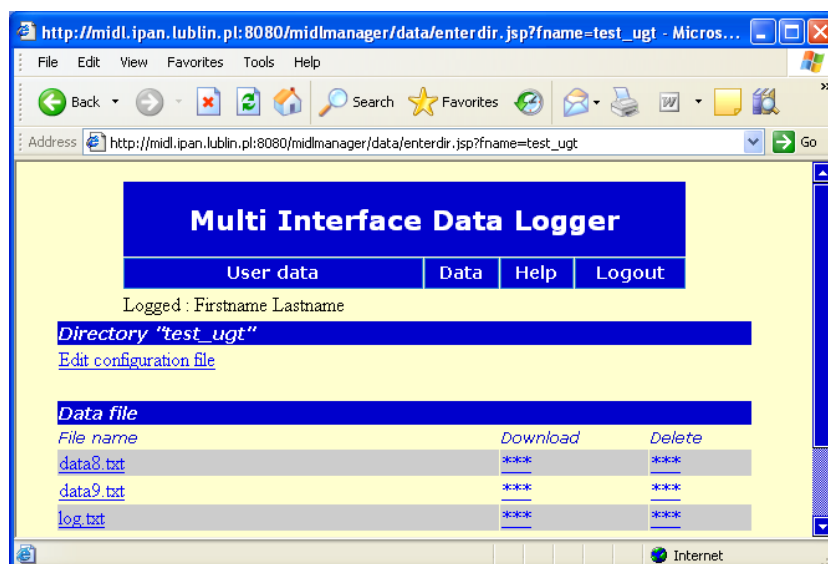 http://midl.ipan.lublin.pl:8080/midlmanager/data/enterdir.jsp?fname=test_ugt - Micros...
File Edit View Favorites Tools Help
Back Search Favorites »
Address http://midl.ipan.lublin.pl:8080/midlmanager/data/enterdir.jsp?fname=test_ugt Go
Multi Interface Data Logger
User data Data Help Logout
Logged : Firstname Lastname
Directory "test_ugt"
Edit configuration file
Data file
File name Download Delete
data8.txt *** ***
data9.txt *** ***
log.txt *** ***
Internet